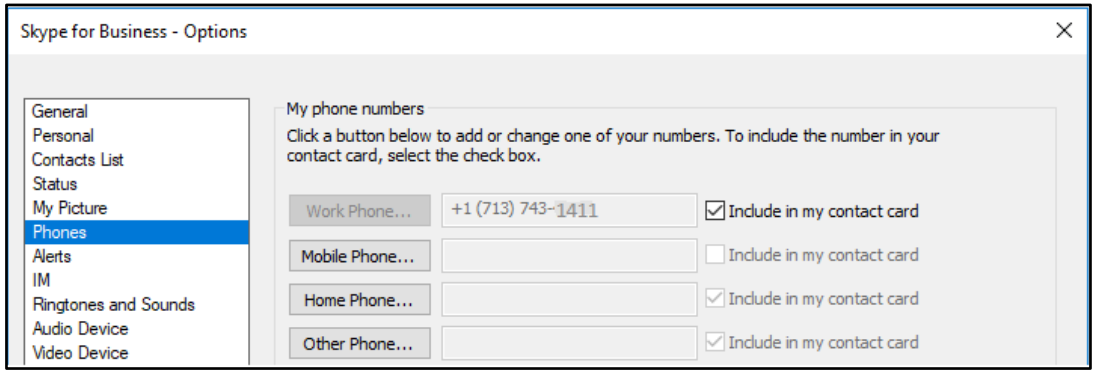 Skype for Business - Options
General
Personal
Contacts List
Status
My Picture
Phones
Alerts
IM
Ringtones and Sounds
Audio Device
Video Device
My phone numbers
Click a button below to add or change one of your numbers. To include the number in your
contact card, select the check box.
Work Phone... +1 (713) 743-1411 Include in my contact card
Mobile Phone... Include in my contact card
Home Phone... Include in my contact card
Other Phone... Include in my contact card